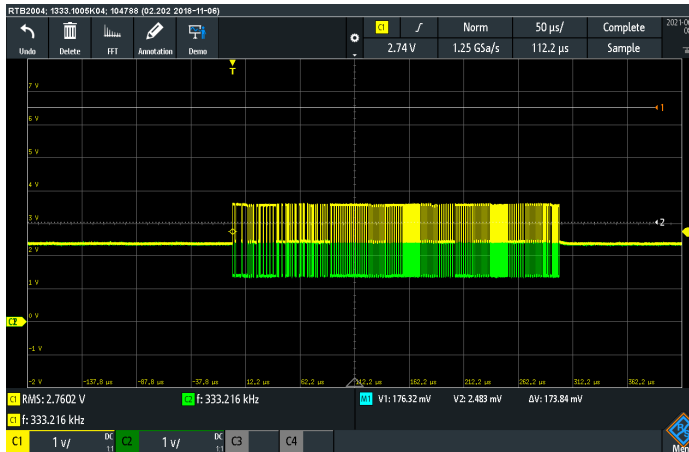 RTB2004; 1333.1005K04; 104788 (02.202 2018-11-06)
Undo Delete FFT Annotation Demo
C1 Norm 50 µs/ Complete
2.74 V 1.25 GSa/s 112.2 µs Sample
T
7 V
1
6 V
5 V
4 V
3 V
2
2 V
1 V
0 V
C2
-1 V
-2 V -137,8 µs -87,8 µs -37,8 µs 12,2 µs 62,2 µs 112,2 µs 162,2 µs 212,2 µs 262,2 µs 312,2 µs 362,2 µs
C1 RMS: 2.7602 V C2 f: 333.216 kHz M1 V1: 176.32 mV V2: 2.483 mV ΔV: 173.84 mV
C1 f: 333.216 kHz
C1 1 V/ DC 1:1 C2 1 V/ DC 1:1 C3 C4
R&S
Men